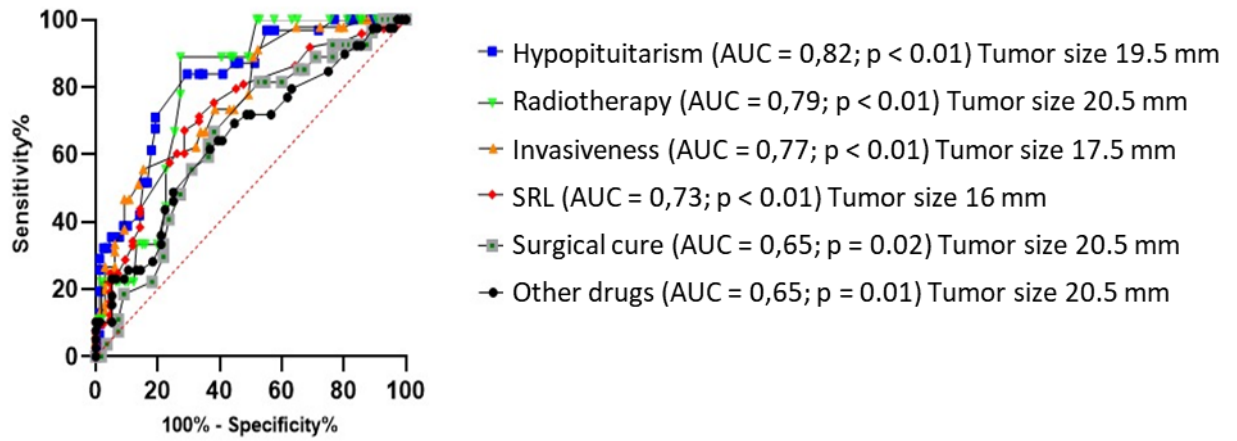 100
80
60
40
20
0
Sensitivity%
0 20 40 60 80 100
100% - Specificity%
Hypopituitarism (AUC = 0,82; p < 0.01) Tumor size 19.5 mm
Radiotherapy (AUC = 0,79; p < 0.01) Tumor size 20.5 mm
Invasiveness (AUC = 0,77; p < 0.01) Tumor size 17.5 mm
SRL (AUC = 0,73; p < 0.01) Tumor size 16 mm
Surgical cure (AUC = 0,65; p = 0.02) Tumor size 20.5 mm
Other drugs (AUC = 0,65; p = 0.01) Tumor size 20.5 mm